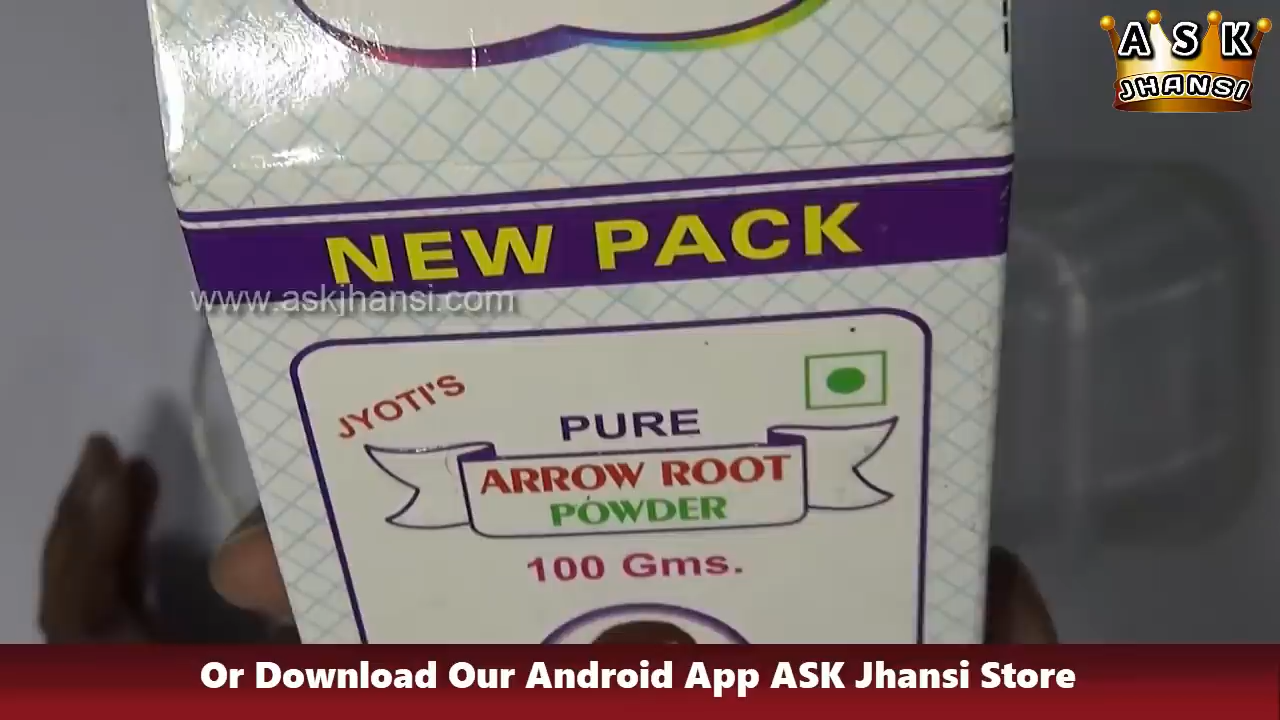 ASK
JHANSI
NEW PACK
www.askjhansi.com
JYOTI'S
PURE
ARROW ROOT
POWDER
100 Gms.
Or Download Our Android App ASK Jhansi Store